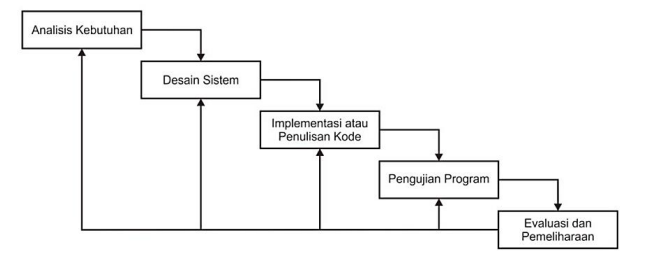 Analisis Kebutuhan
Desain Sistem
Implementasi atau
Penulisan Kode
Pengujian Program
Evaluasi dan
Pemeliharaan